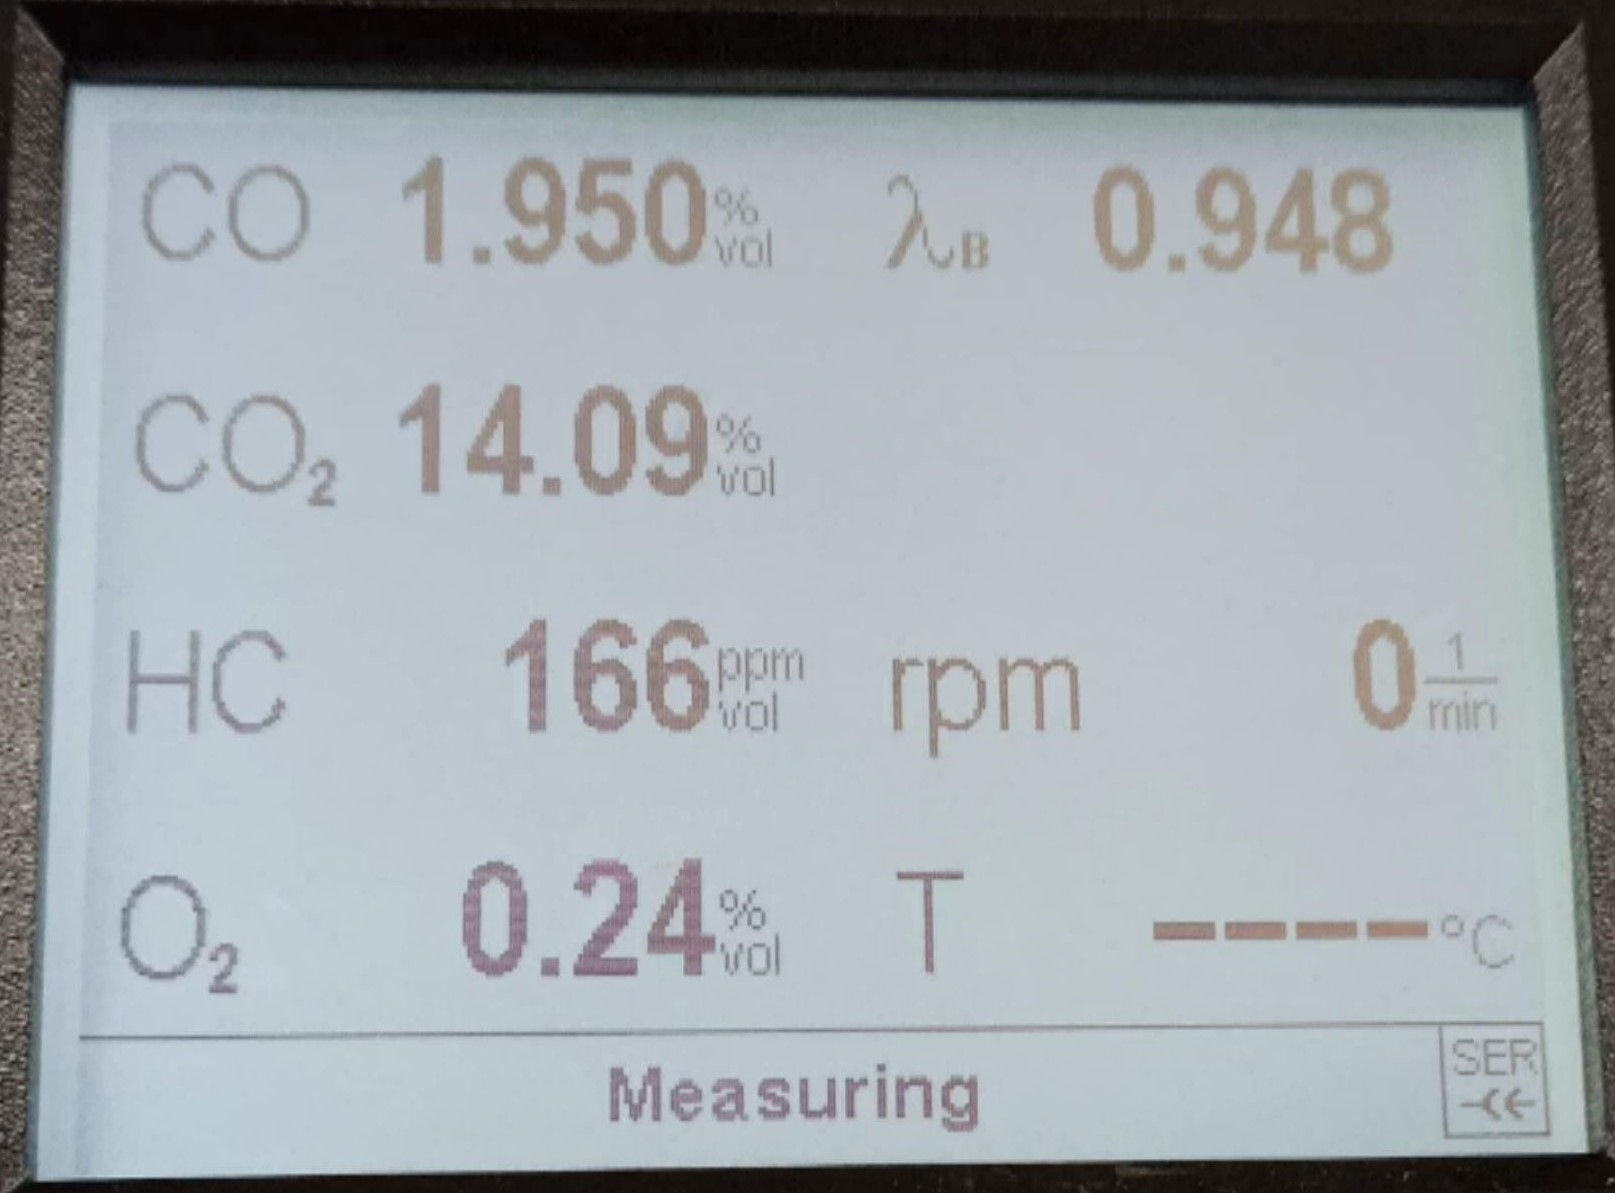 CO 1.950 % vol λB 0.948
CO2 14.09 % vol
HC 166 ppm vol rpm 0 1/min
O2 0.24 % vol T ---- °C
Measuring SER